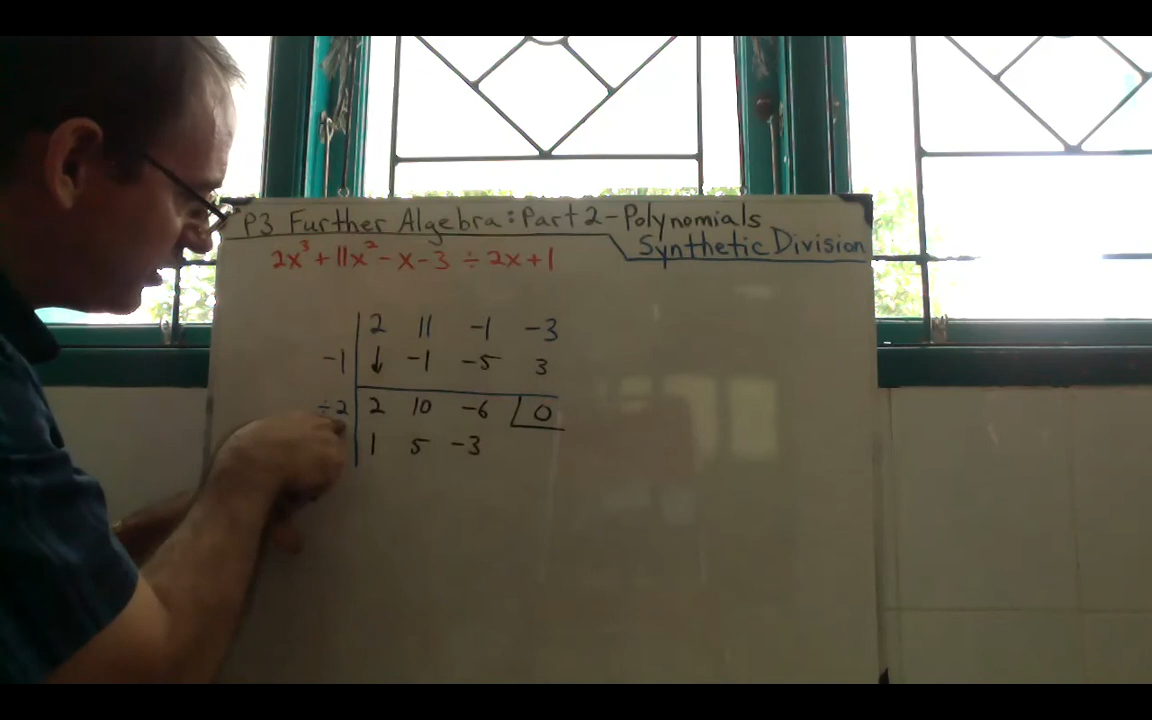 P3 Further Algebra: Part 2 - Polynomials
Synthetic Division
2x³ + 11x² - x - 3 ÷ 2x + 1
2 11 -1 -3
-1 ↓ -1 -5 3
÷2 2 10 -6 0
1 5 -3